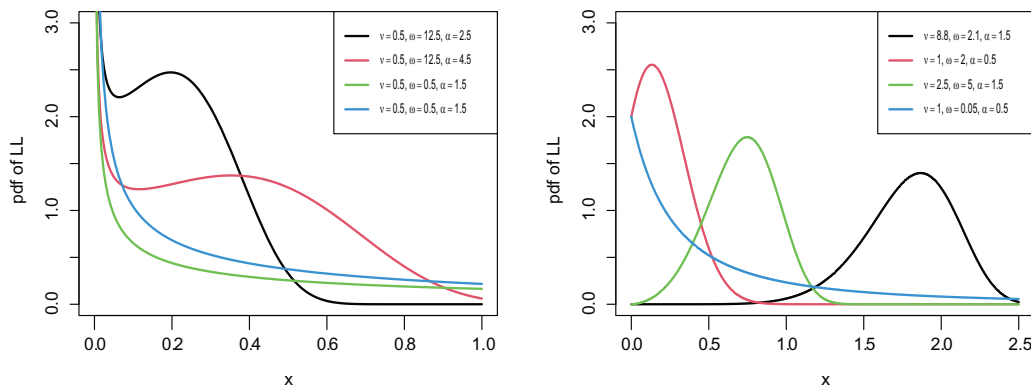 3.0
2.0
1.0
0.0
pdf of LL
ν = 0.5, ω = 12.5, α = 2.5
ν = 0.5, ω = 12.5, α = 4.5
ν = 0.5, ω = 0.5, α = 1.5
ν = 0.5, ω = 0.5, α = 1.5
0.0 0.2 0.4 0.6 0.8 1.0
x
3.0
2.0
1.0
0.0
pdf of LL
ν = 8.8, ω = 2.1, α = 1.5
ν = 1, ω = 2, α = 0.5
ν = 2.5, ω = 5, α = 1.5
ν = 1, ω = 0.05, α = 0.5
0.0 0.5 1.0 1.5 2.0 2.5
x